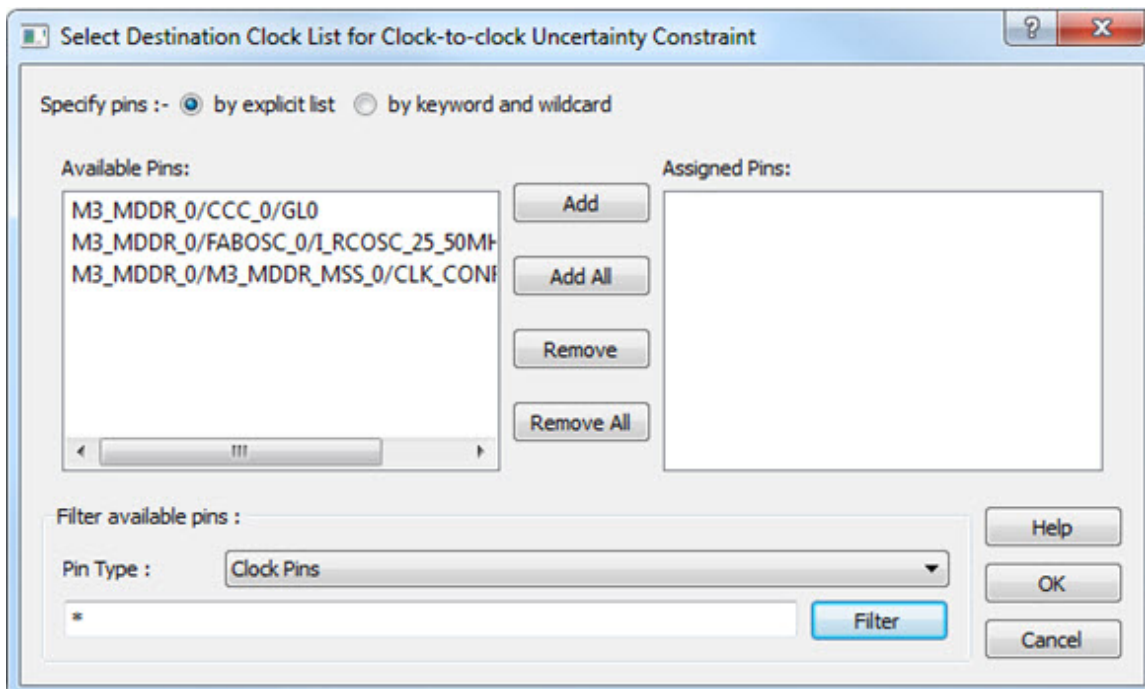 Select Destination Clock List for Clock-to-clock Uncertainty Constraint
Specify pins :- by explicit list by keyword and wildcard
Available Pins:
M3_MDDR_0/CCC_0/GL0
M3_MDDR_0/FABOSC_0/I_RCOSC_25_50MH
M3_MDDR_0/M3_MDDR_MSS_0/CLK_CONF
Add
Add All
Remove
Remove All
Assigned Pins:
Filter available pins :
Pin Type : Clock Pins
*
Filter
Help
OK
Cancel